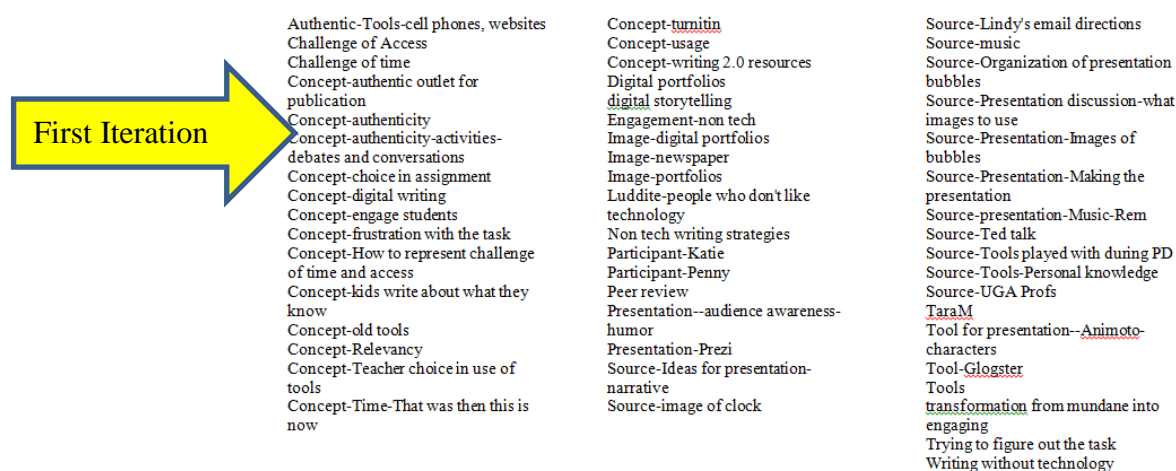 First Iteration
Authentic-Tools-cell phones, websites
Challenge of Access
Challenge of time
Concept-authentic outlet for
publication
Concept-authenticity
Concept-authenticity-activities-
debates and conversations
Concept-choice in assignment
Concept-digital writing
Concept-engage students
Concept-frustration with the task
Concept-How to represent challenge
of time and access
Concept-kids write about what they
know
Concept-old tools
Concept-Relevancy
Concept-Teacher choice in use of
tools
Concept-Time-That was then this is
now
Concept-turnitin
Concept-usage
Concept-writing 2.0 resources
Digital portfolios
digital storytelling
Engagement-non tech
Image-digital portfolios
Image-newspaper
Image-portfolios
Luddite-people who don't like
technology
Non tech writing strategies
Participant-Katie
Participant-Penny
Peer review
Presentation--audience awareness-
humor
Presentation-Prezi
Source-Ideas for presentation-
narrative
Source-image of clock
Source-Lindy's email directions
Source-music
Source-Organization of presentation
bubbles
Source-Presentation discussion-what
images to use
Source-Presentation-Images of
bubbles
Source-Presentation-Making the
presentation
Source-presentation-Music-Rem
Source-Ted talk
Source-Tools played with during PD
Source-Tools-Personal knowledge
Source-UGA Profs
TaraM
Tool for presentation--Animoto-
characters
Tool-Glogster
Tools
transformation from mundane into
engaging
Trying to figure out the task
Writing without technology